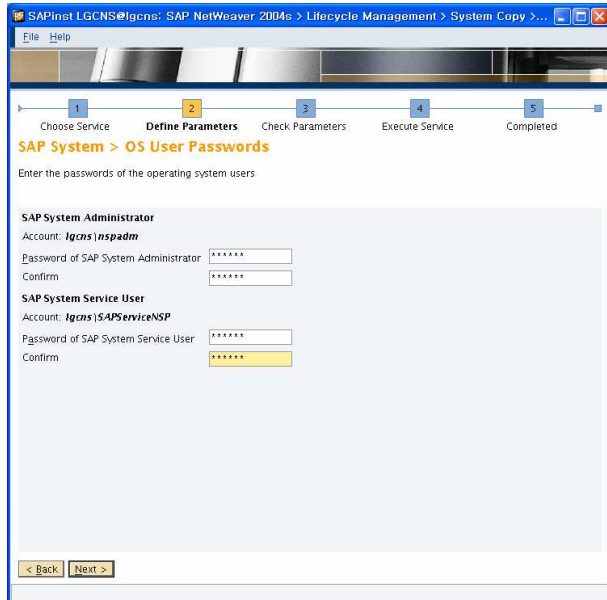 SAPinst LGCNS@lgcns: SAP NetWeaver 2004s > Lifecycle Management > System Copy >...
File Help
1 2 3 4 5
Choose Service Define Parameters Check Parameters Execute Service Completed
SAP System > OS User Passwords
Enter the passwords of the operating system users
SAP System Administrator
Account: lgcns\nspadm
Password of SAP System Administrator ******
Confirm ******
SAP System Service User
Account: lgcns\SAPServiceNSP
Password of SAP System Service User ******
Confirm ******
< Back Next >